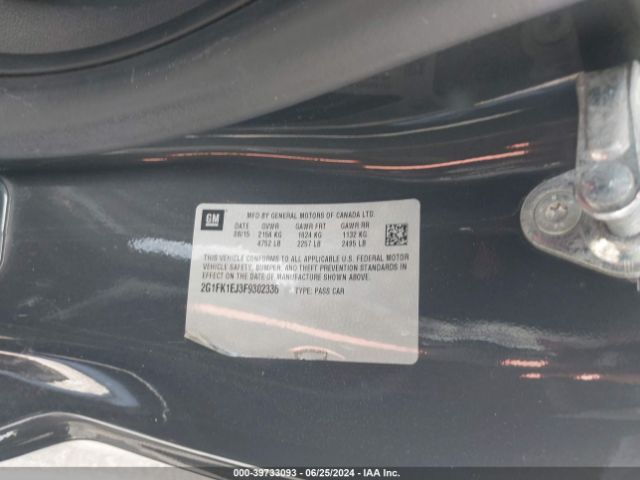 GM
MFD BY GENERAL MOTORS OF CANADA LTD.
DATE GVWR GAWR FRT GAWR RR
08/15 2156 KG 1024 KG 1132 KG
4752 LB 2257 LB 2495 LB
THIS VEHICLE CONFORMS TO ALL APPLICABLE U.S. FEDERAL MOTOR
VEHICLE SAFETY, BUMPER, AND THEFT PREVENTION STANDARDS IN
EFFECT ON THE DATE OF MANUFACTURE SHOWN ABOVE.
2G1FK1EJ3F9302336 TYPE: PASS CAR
© - 39733093 - 06/25/2024 - IAA Inc.